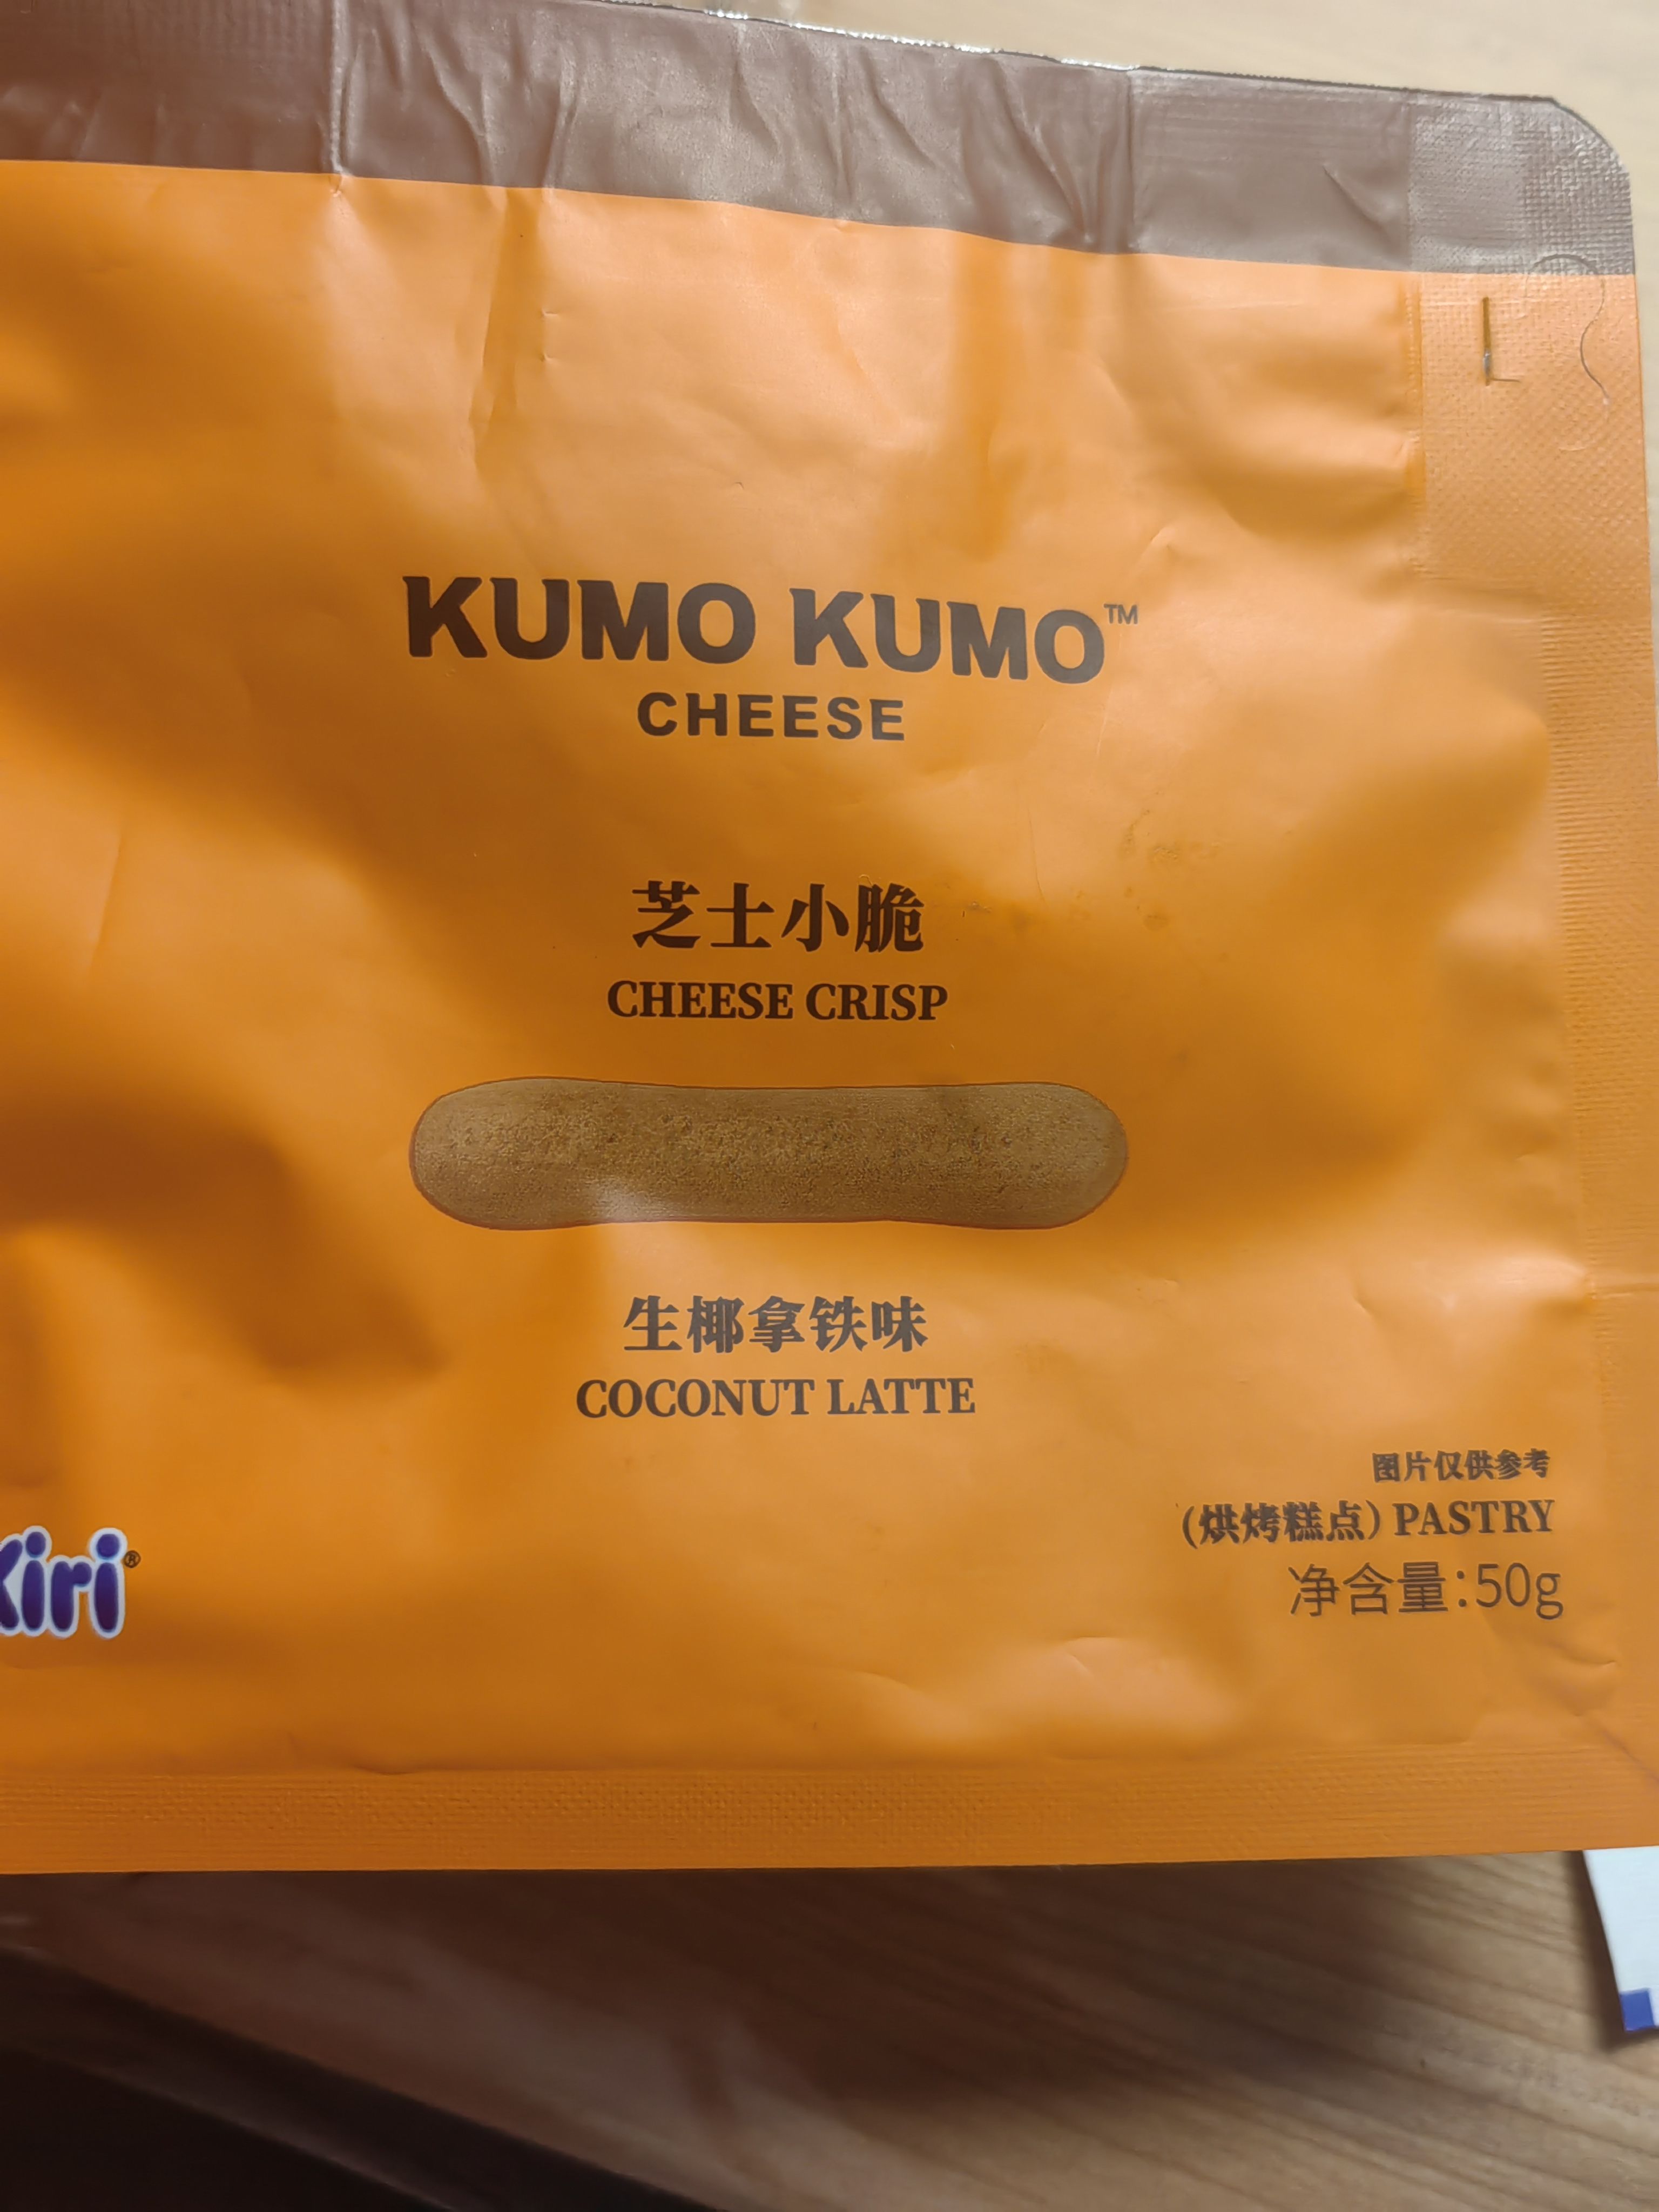 KUMO KUMO™
CHEESE
芝士小脆
CHEESE CRISP
生椰拿铁味
COCONUT LATTE
图片仅供参考
(烘烤糕点) PASTRY
净含量:50g
Kiri®